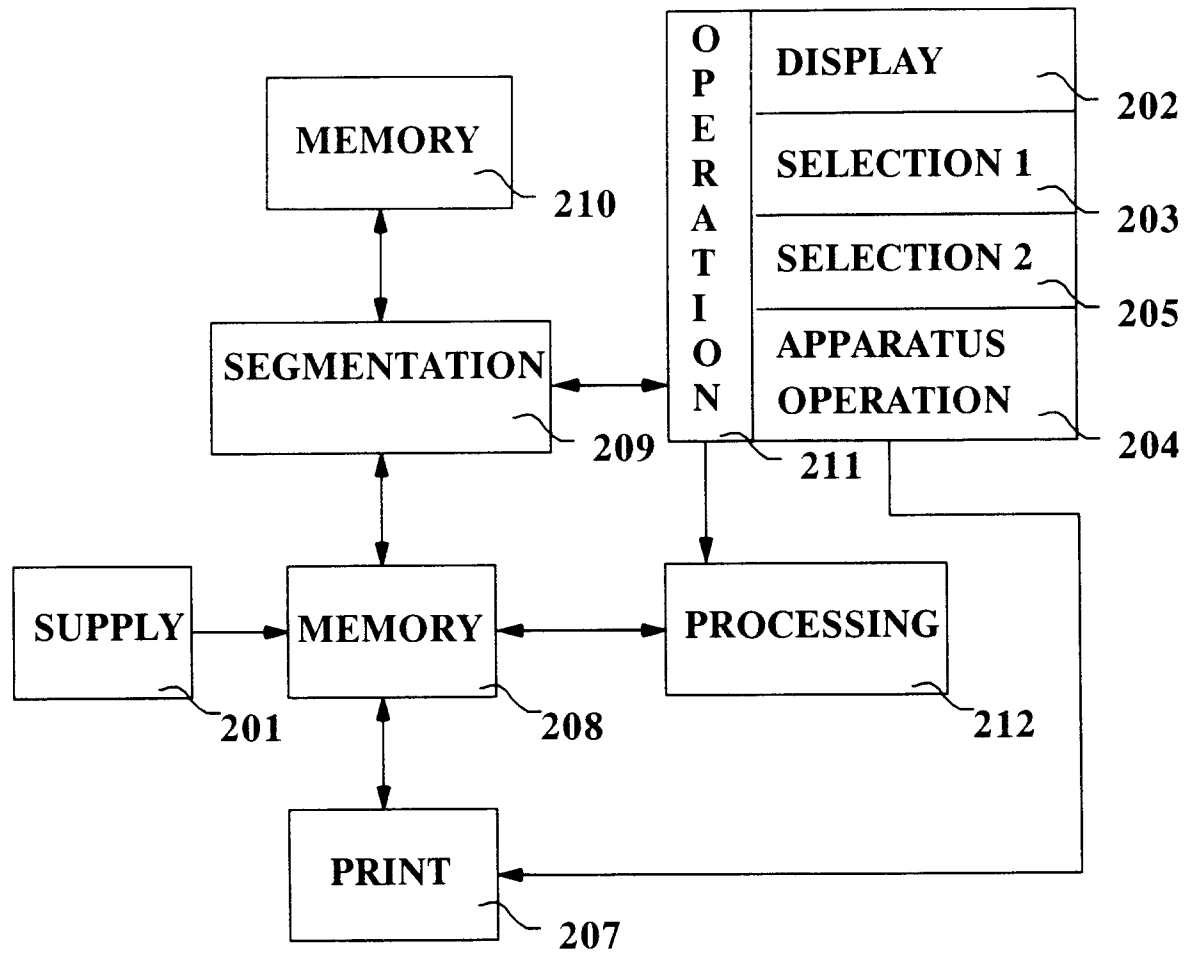 OPERATION
DISPLAY
202
MEMORY
210
SELECTION 1
203
SELECTION 2
205
SEGMENTATION
209
APPARATUS
OPERATION
204
211
SUPPLY
201
MEMORY
208
PROCESSING
212
PRINT
207